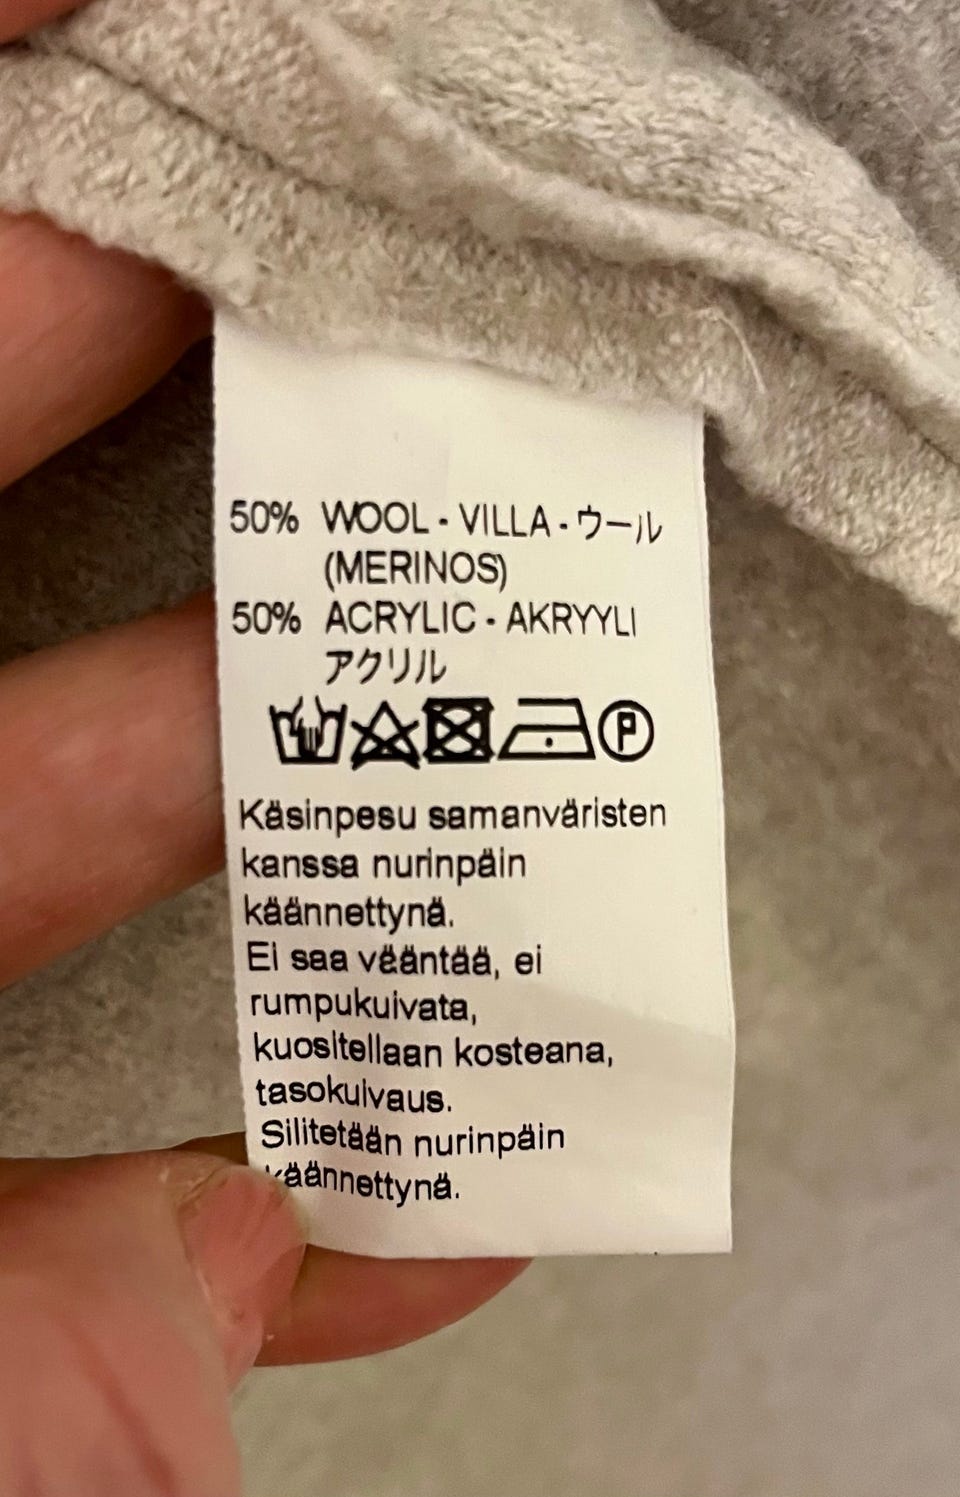 50% WOOL - VILLA - ウール
(MERINOS)
50% ACRYLIC - AKRYYLI
アクリル
P
Käsinpesu samanväristen
kanssa nurinpäin
käännettynä.
Ei saa vääntää, ei
rumpukuivata,
kuositellaan kosteana,
tasokuivaus.
Silitetään nurinpäin
käännettynä.